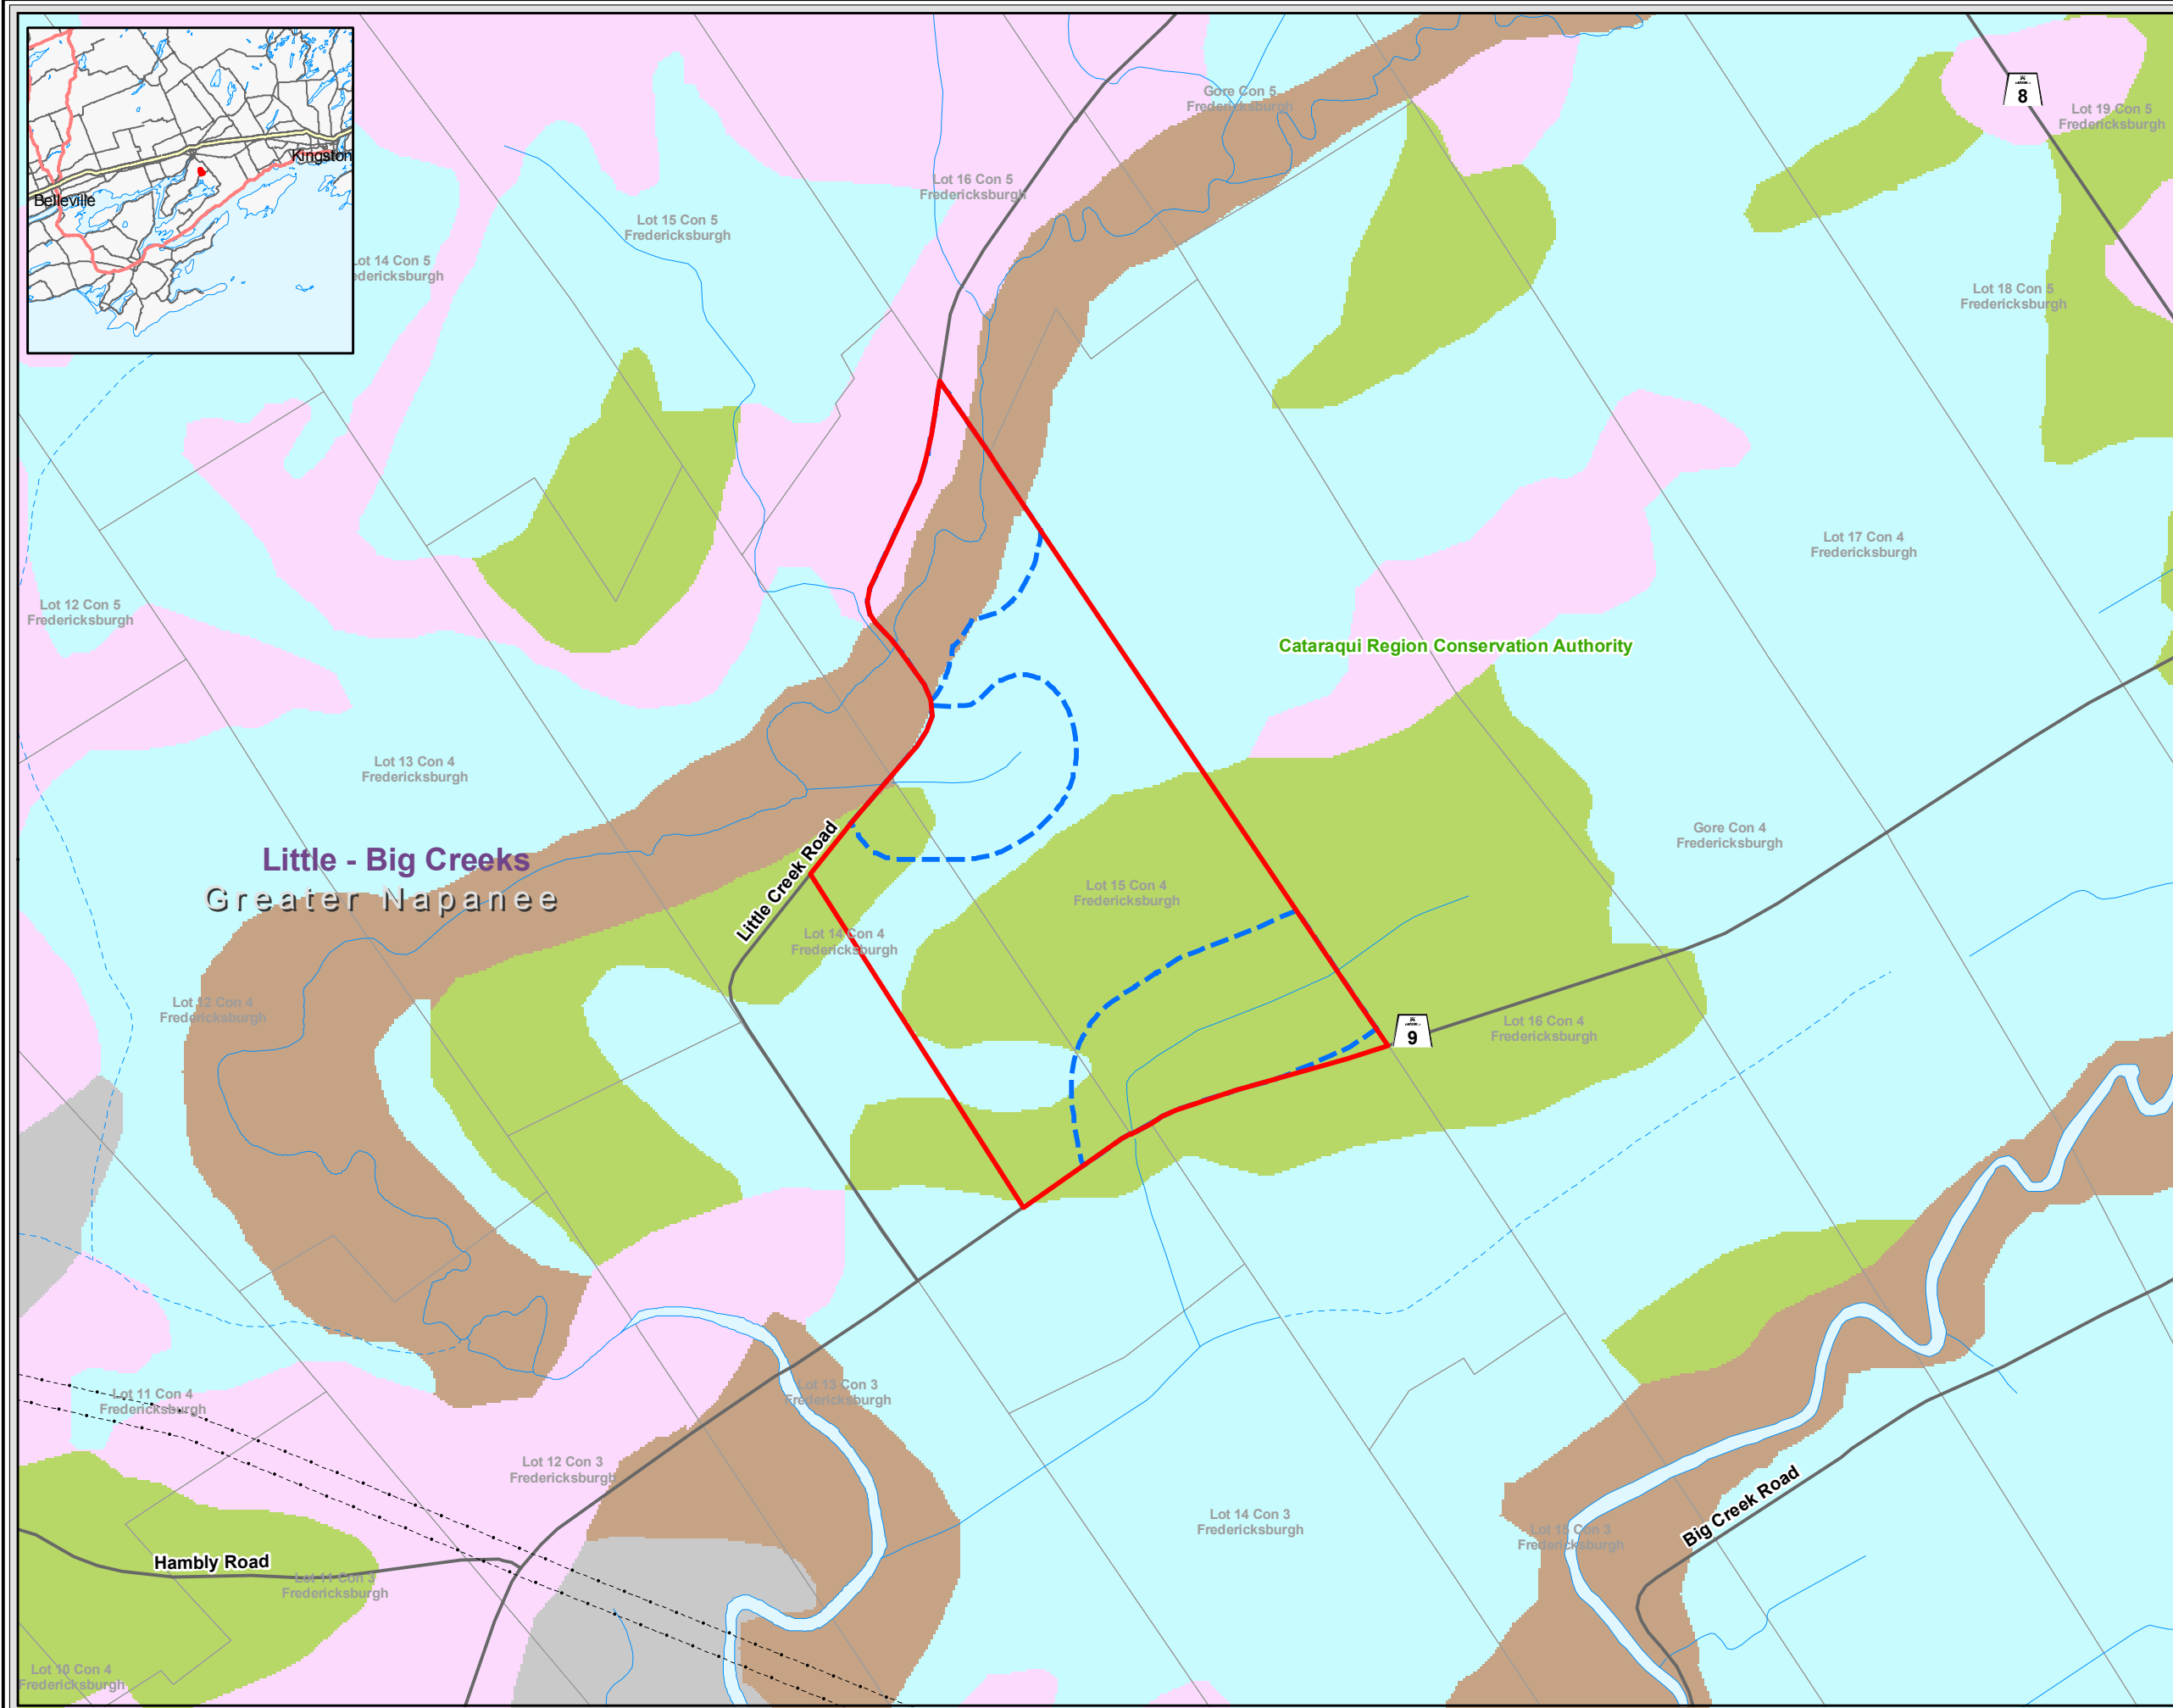 Kingston
Belleville
Gore Con 5
Fredericksburgh
8
Lot 19 Con 5
Fredericksburgh
Lot 16 Con 5
Fredericksburgh
Lot 15 Con 5
Fredericksburgh
Lot 14 Con 5
edericksburgh
Lot 18 Con 5
Fredericksburgh
Lot 17 Con 4
Fredericksburgh
Lot 12 Con 5
Fredericksburgh
Cataraqui Region Conservation Authority
Lot 13 Con 4
Fredericksburgh
Gore Con 4
Fredericksburgh
Little - Big Creeks
Greater Napanee
Little Creek Road
Lot 15 Con 4
Fredericksburgh
Lot 14 Con 4
Fredericksburgh
Lot 12 Con 4
Fredericksburgh
9
Lot 16 Con 4
Fredericksburgh
Lot 11 Con 4
Fredericksburgh
Lot 13 Con 3
Fredericksburgh
Lot 12 Con 3
Fredericksburgh
Lot 14 Con 3
Fredericksburgh
Lot 15 Con 3
Fredericksburgh
Big Creek Road
Hambly Road
Lot 11 Con 3
Fredericksburgh
Lot 10 Con 4
Fredericksburgh